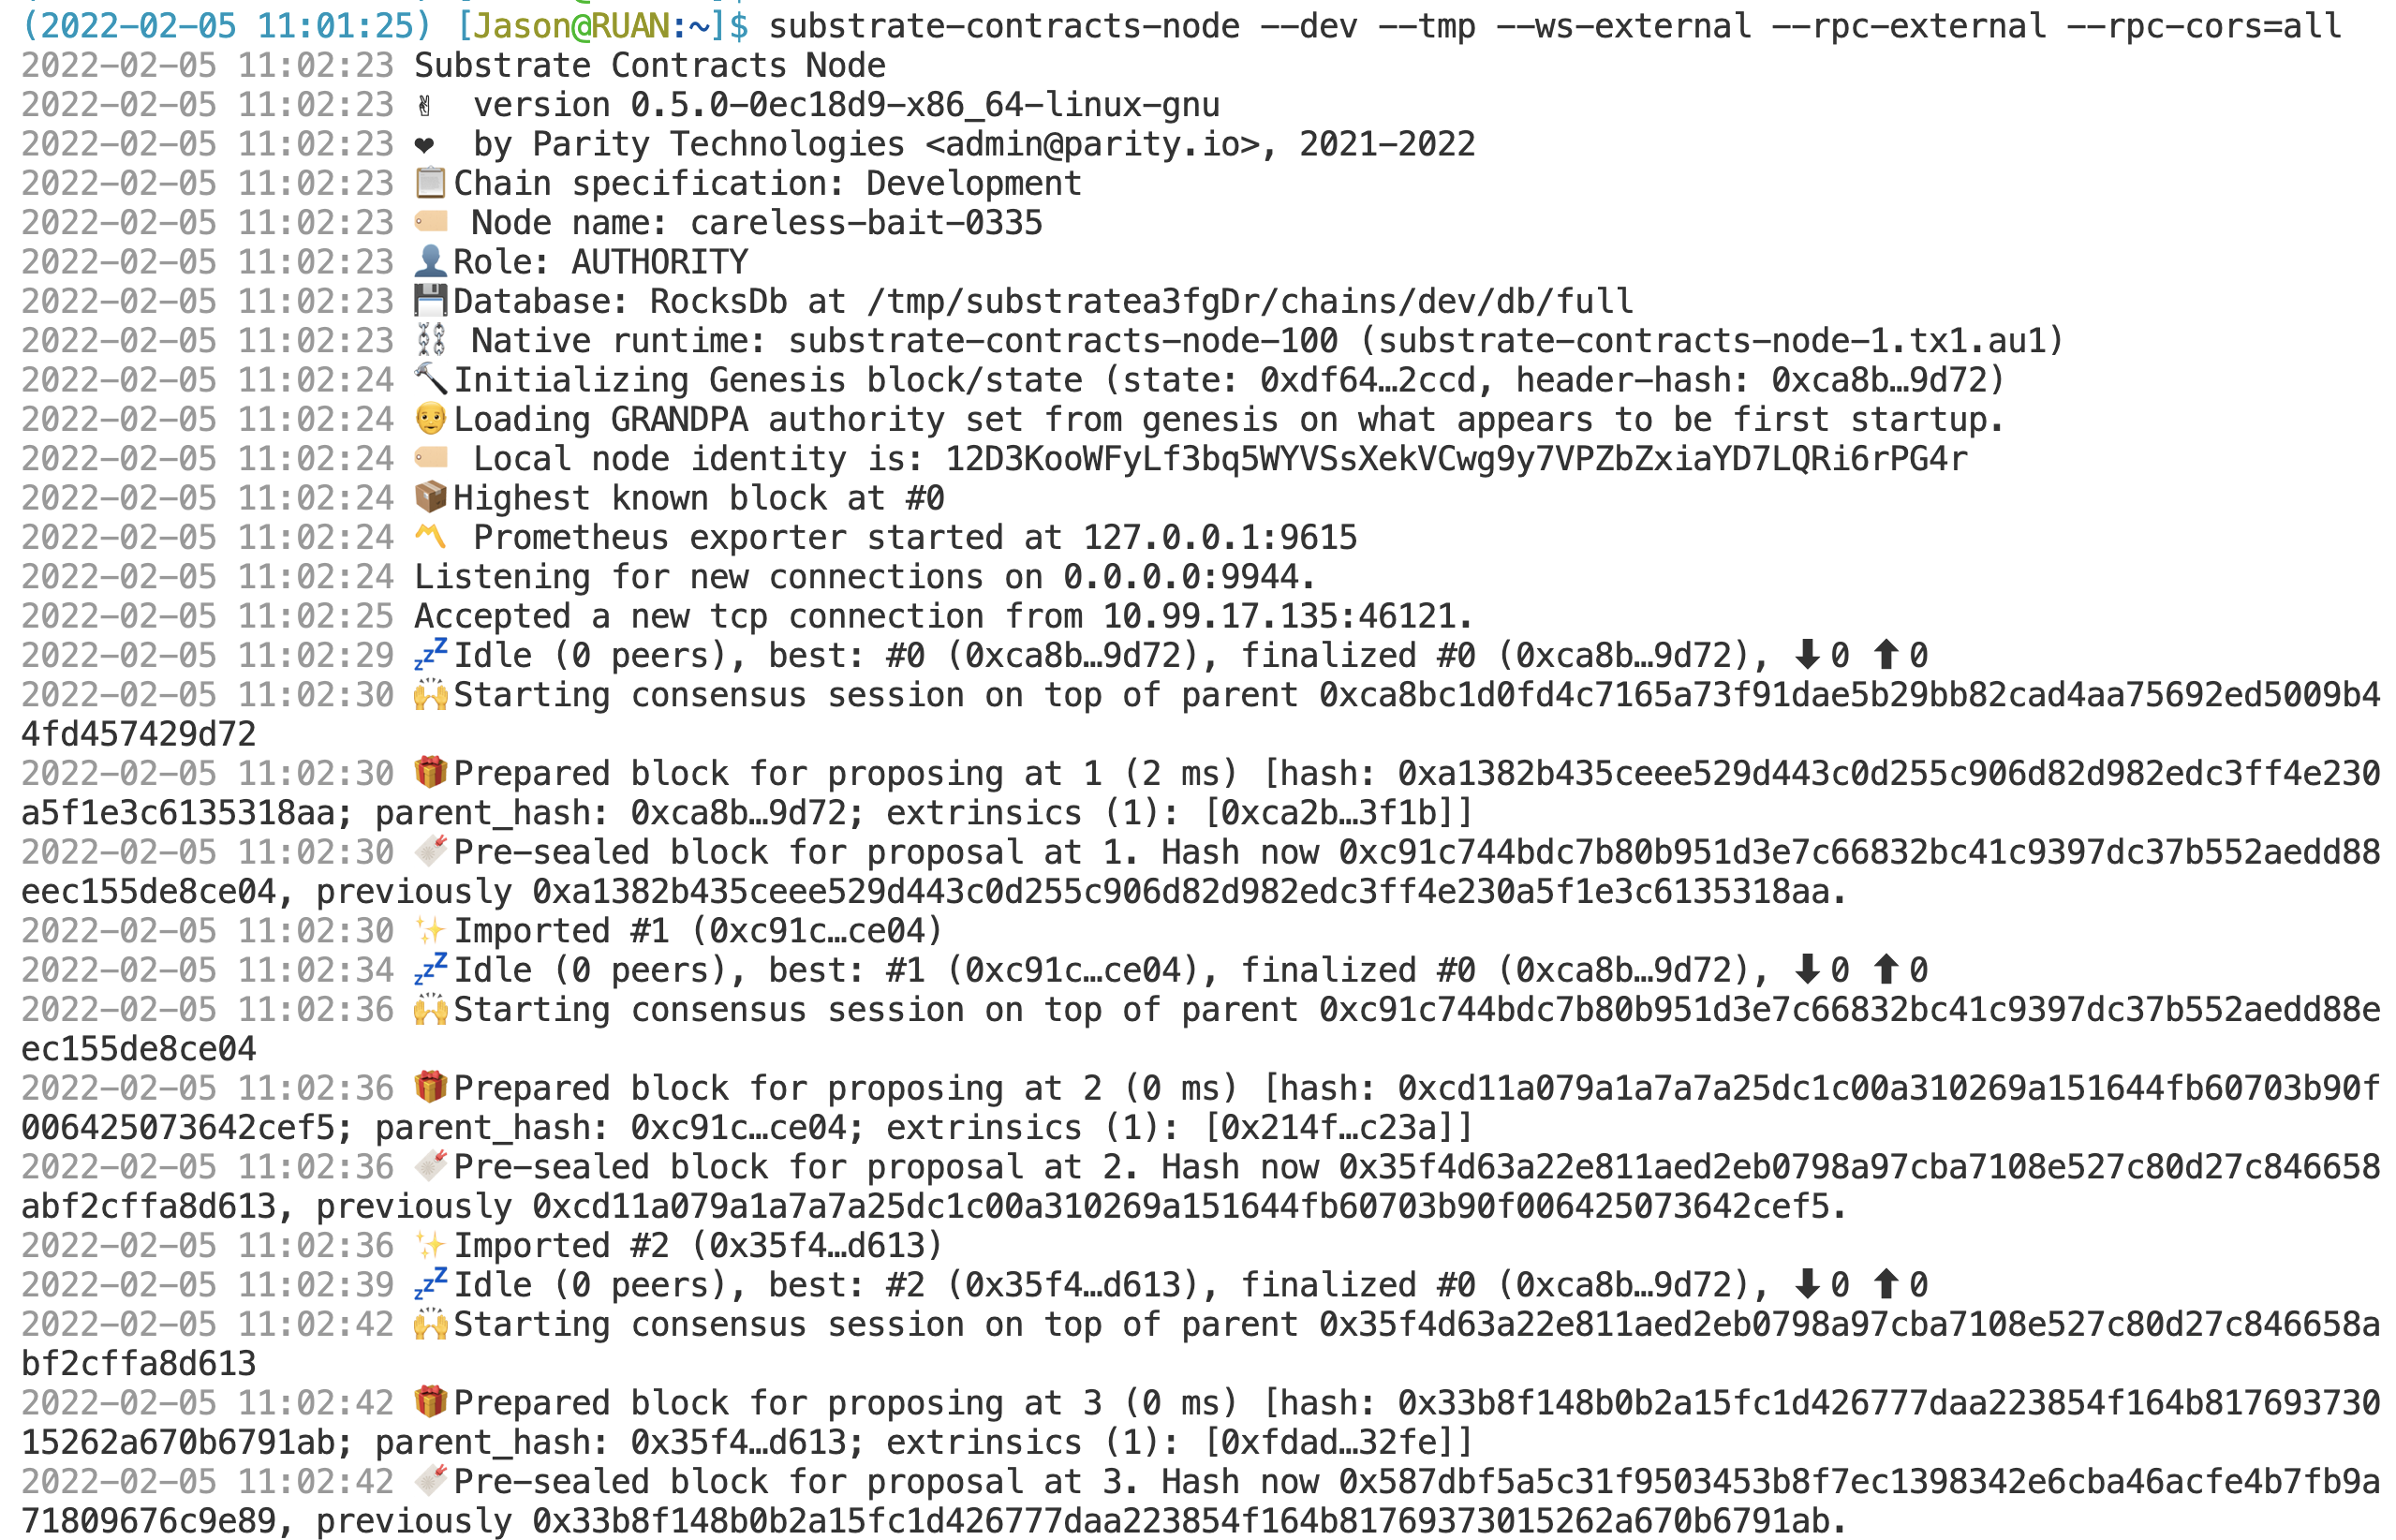 (2022-02-05 11:01:25) [Jason@RUAN:~]$ substrate-contracts-node --dev --tmp --ws-external --rpc-external --rpc-cors=all
2022-02-05 11:02:23 Substrate Contracts Node
2022-02-05 11:02:23 ✌️ version 0.5.0-0ec18d9-x86_64-linux-gnu
2022-02-05 11:02:23 ❤️ by Parity Technologies <admin@parity.io>, 2021-2022
2022-02-05 11:02:23 📋 Chain specification: Development
2022-02-05 11:02:23 🏷 Node name: careless-bait-0335
2022-02-05 11:02:23 👤 Role: AUTHORITY
2022-02-05 11:02:23 💾 Database: RocksDb at /tmp/substratea3fgDr/chains/dev/db/full
2022-02-05 11:02:23 ⛓ Native runtime: substrate-contracts-node-100 (substrate-contracts-node-1.tx1.au1)
2022-02-05 11:02:24 🔨 Initializing Genesis block/state (state: 0xdf64…2ccd, header-hash: 0xca8b…9d72)
2022-02-05 11:02:24 👴 Loading GRANDPA authority set from genesis on what appears to be first startup.
2022-02-05 11:02:24 🏷 Local node identity is: 12D3KooWFyLf3bq5WYVSsXekVCwg9y7VPZbZxiaYD7LQRi6rPG4r
2022-02-05 11:02:24 📦 Highest known block at #0
2022-02-05 11:02:24 〽️ Prometheus exporter started at 127.0.0.1:9615
2022-02-05 11:02:24 Listening for new connections on 0.0.0.0:9944.
2022-02-05 11:02:25 Accepted a new tcp connection from 10.99.17.135:46121.
2022-02-05 11:02:29 💤 Idle (0 peers), best: #0 (0xca8b…9d72), finalized #0 (0xca8b…9d72), ⬇ 0 ⬆ 0
2022-02-05 11:02:30 🙌 Starting consensus session on top of parent 0xca8bc1d0fd4c7165a73f91dae5b29bb82cad4aa75692ed5009b4
4fd457429d72
2022-02-05 11:02:30 🎁 Prepared block for proposing at 1 (2 ms) [hash: 0xa1382b435ceee529d443c0d255c906d82d982edc3ff4e230
a5f1e3c6135318aa; parent_hash: 0xca8b…9d72; extrinsics (1): [0xca2b…3f1b]]
2022-02-05 11:02:30 🔖 Pre-sealed block for proposal at 1. Hash now 0xc91c744bdc7b80b951d3e7c66832bc41c9397dc37b552aedd88
eec155de8ce04, previously 0xa1382b435ceee529d443c0d255c906d82d982edc3ff4e230a5f1e3c6135318aa.
2022-02-05 11:02:30 ✨ Imported #1 (0xc91c…ce04)
2022-02-05 11:02:34 💤 Idle (0 peers), best: #1 (0xc91c…ce04), finalized #0 (0xca8b…9d72), ⬇ 0 ⬆ 0
2022-02-05 11:02:36 🙌 Starting consensus session on top of parent 0xc91c744bdc7b80b951d3e7c66832bc41c9397dc37b552aedd88e
ec155de8ce04
2022-02-05 11:02:36 🎁 Prepared block for proposing at 2 (0 ms) [hash: 0xcd11a079a1a7a7a25dc1c00a310269a151644fb60703b90f
006425073642cef5; parent_hash: 0xc91c…ce04; extrinsics (1): [0x214f…c23a]]
2022-02-05 11:02:36 🔖 Pre-sealed block for proposal at 2. Hash now 0x35f4d63a22e811aed2eb0798a97cba7108e527c80d27c846658
abf2cffa8d613, previously 0xcd11a079a1a7a7a25dc1c00a310269a151644fb60703b90f006425073642cef5.
2022-02-05 11:02:36 ✨ Imported #2 (0x35f4…d613)
2022-02-05 11:02:39 💤 Idle (0 peers), best: #2 (0x35f4…d613), finalized #0 (0xca8b…9d72), ⬇ 0 ⬆ 0
2022-02-05 11:02:42 🙌 Starting consensus session on top of parent 0x35f4d63a22e811aed2eb0798a97cba7108e527c80d27c846658a
bf2cffa8d613
2022-02-05 11:02:42 🎁 Prepared block for proposing at 3 (0 ms) [hash: 0x33b8f148b0b2a15fc1d426777daa223854f164b817693730
15262a670b6791ab; parent_hash: 0x35f4…d613; extrinsics (1): [0xfdad…32fe]]
2022-02-05 11:02:42 🔖 Pre-sealed block for proposal at 3. Hash now 0x587dbf5a5c31f9503453b8f7ec1398342e6cba46acfe4b7fb9a
71809676c9e89, previously 0x33b8f148b0b2a15fc1d426777daa223854f164b81769373015262a670b6791ab.